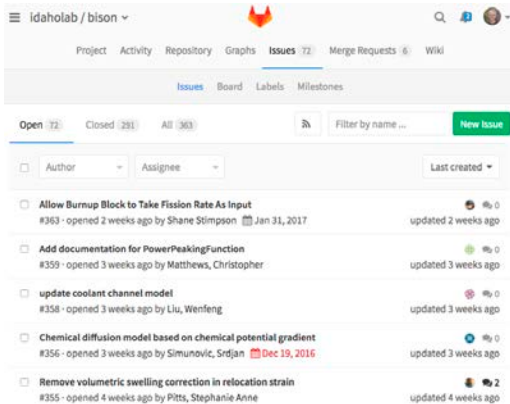 idaholab / bison
Project Activity Repository Graphs Issues 72 Merge Requests 6 Wiki
Issues Board Labels Milestones
Open 72 Closed 291 All 363 Filter by name ... New Issue
Author Assignee Last created
Allow Burnup Block to Take Fission Rate As Input 0
#363 · opened 2 weeks ago by Shane Stimpson Jan 31, 2017 updated 2 weeks ago
Add documentation for PowerPeakingFunction 0
#359 · opened 3 weeks ago by Matthews, Christopher updated 3 weeks ago
update coolant channel model 0
#358 · opened 3 weeks ago by Liu, Wenfeng updated 3 weeks ago
Chemical diffusion model based on chemical potential gradient 0
#356 · opened 3 weeks ago by Simunovic, Srdjan Dec 19, 2016 updated 3 weeks ago
Remove volumetric swelling correction in relocation strain 2
#355 · opened 4 weeks ago by Pitts, Stephanie Anne updated 4 weeks ago